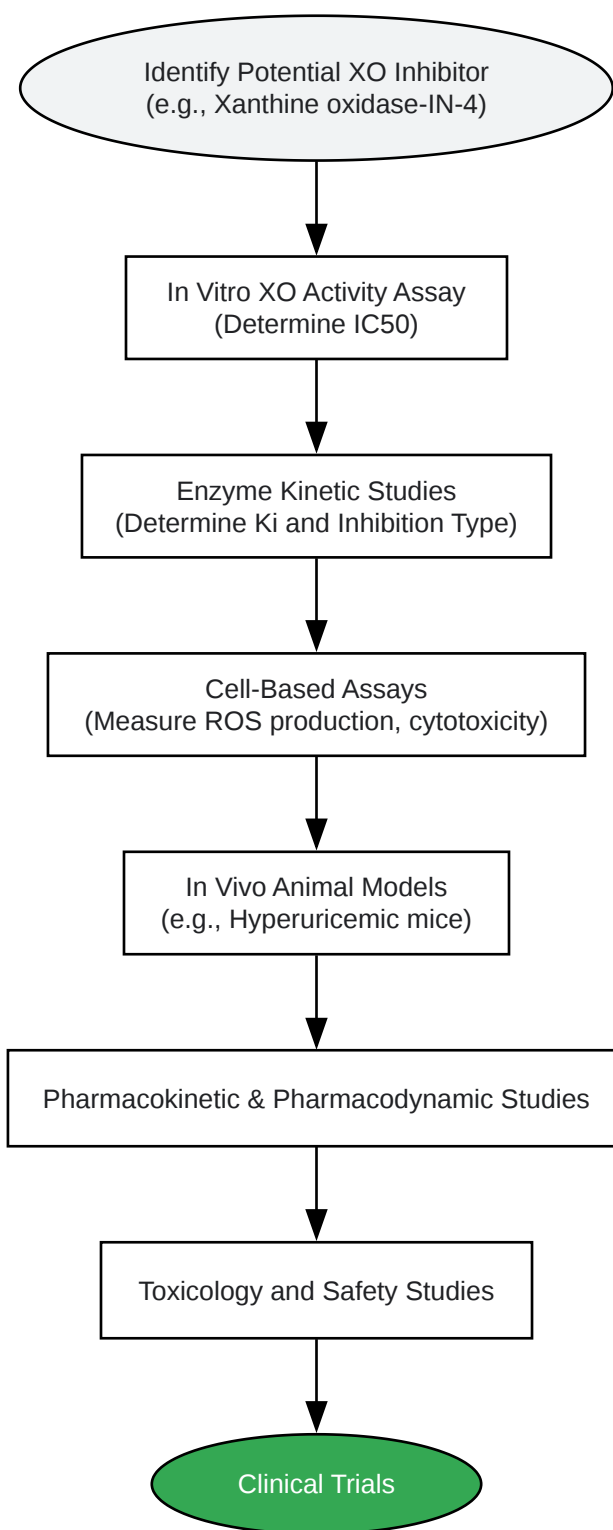 Identify Potential XO Inhibitor
(e.g., Xanthine oxidase-IN-4)
In Vitro XO Activity Assay
(Determine IC50)
Enzyme Kinetic Studies
(Determine Ki and Inhibition Type)
Cell-Based Assays
(Measure ROS production, cytotoxicity)
In Vivo Animal Models
(e.g., Hyperuricemic mice)
Pharmacokinetic & Pharmacodynamic Studies
Toxicology and Safety Studies
Clinical Trials